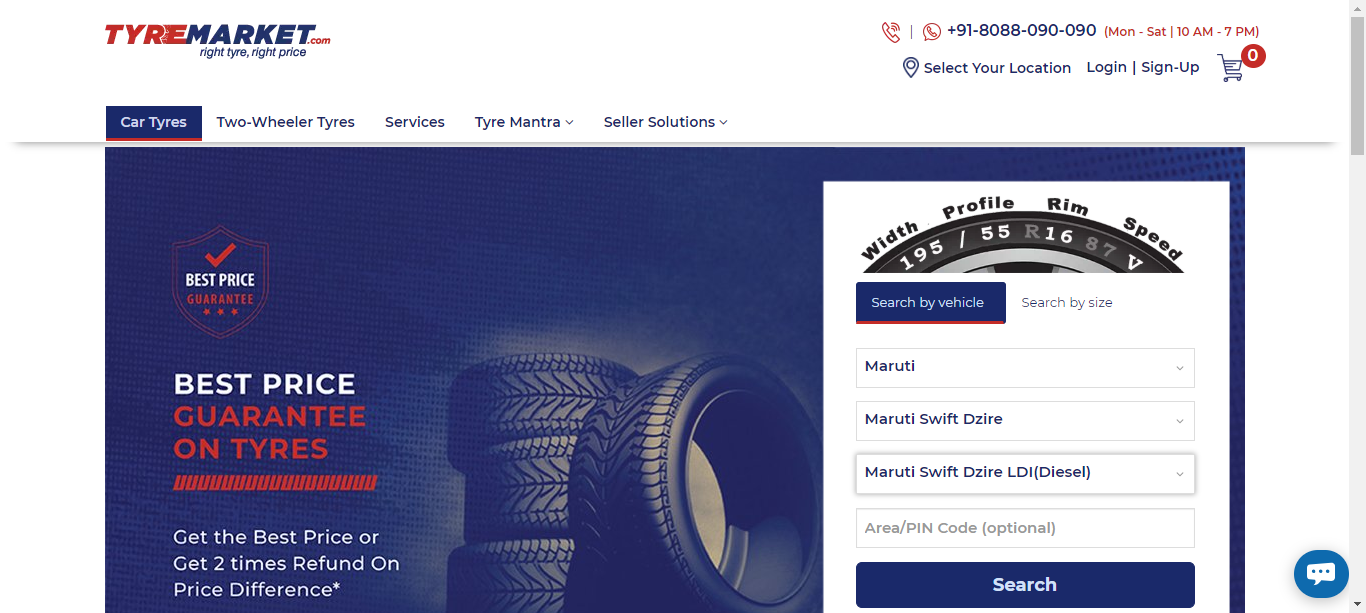 TYREMARKET.com
right tyre, right price
+91-8088-090-090 (Mon - Sat | 10 AM - 7 PM)
Select Your Location Login | Sign-Up 0
Car Tyres Two-Wheeler Tyres Services Tyre Mantra Seller Solutions
BEST PRICE
GUARANTEE
BEST PRICE
GUARANTEE
ON TYRES
Get the Best Price or
Get 2 times Refund On
Price Difference*
Width Profile Rim Speed
195 / 55 R16 87 V
Search by vehicle Search by size
Maruti
Maruti Swift Dzire
Maruti Swift Dzire LDI(Diesel)
Area/PIN Code (optional)
Search